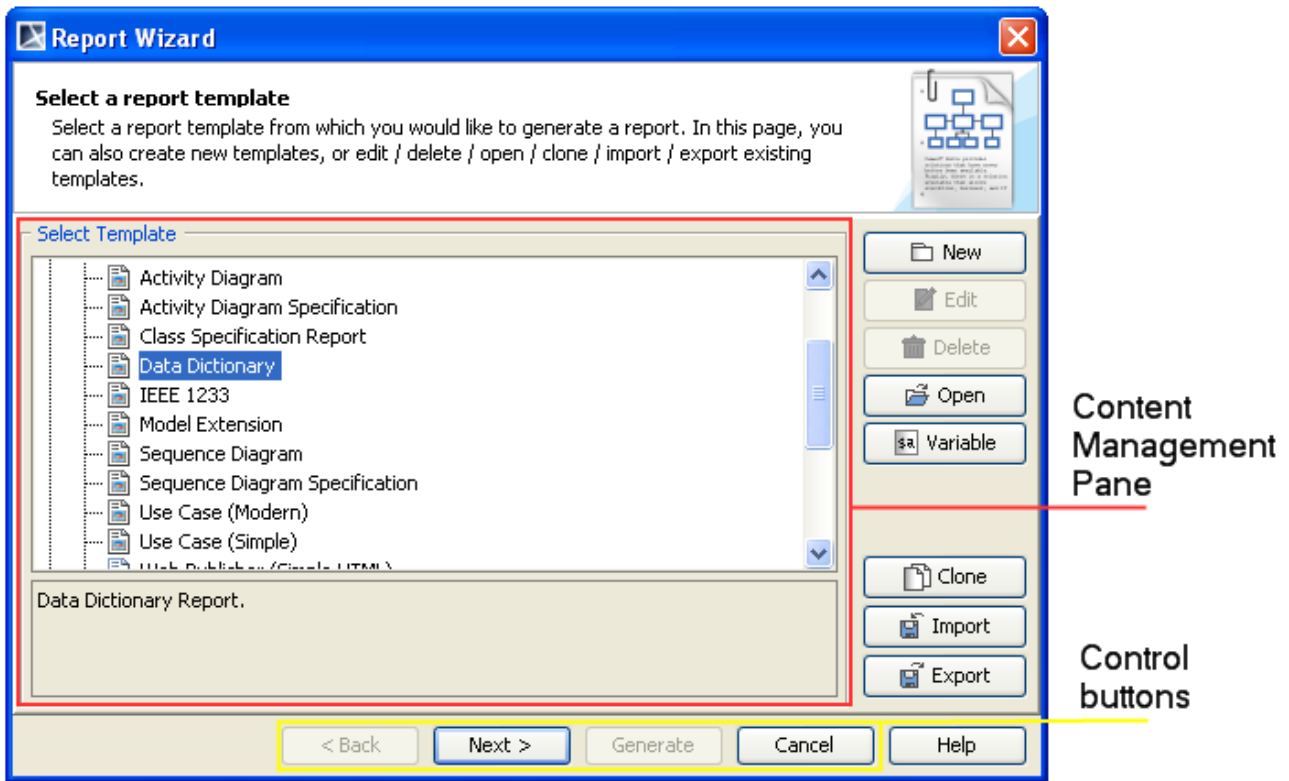 Report Wizard
Select a report template
Select a report template from which you would like to generate a report. In this page, you
can also create new templates, or edit / delete / open / clone / import / export existing
templates.
Select Template
Activity Diagram
Activity Diagram Specification
Class Specification Report
Data Dictionary
IEEE 1233
Model Extension
Sequence Diagram
Sequence Diagram Specification
Use Case (Modern)
Use Case (Simple)
Data Dictionary Report.
New
Edit
Delete
Open
$a Variable
Clone
Import
Export
Content
Management
Pane
Control
buttons
< Back
Next >
Generate
Cancel
Help